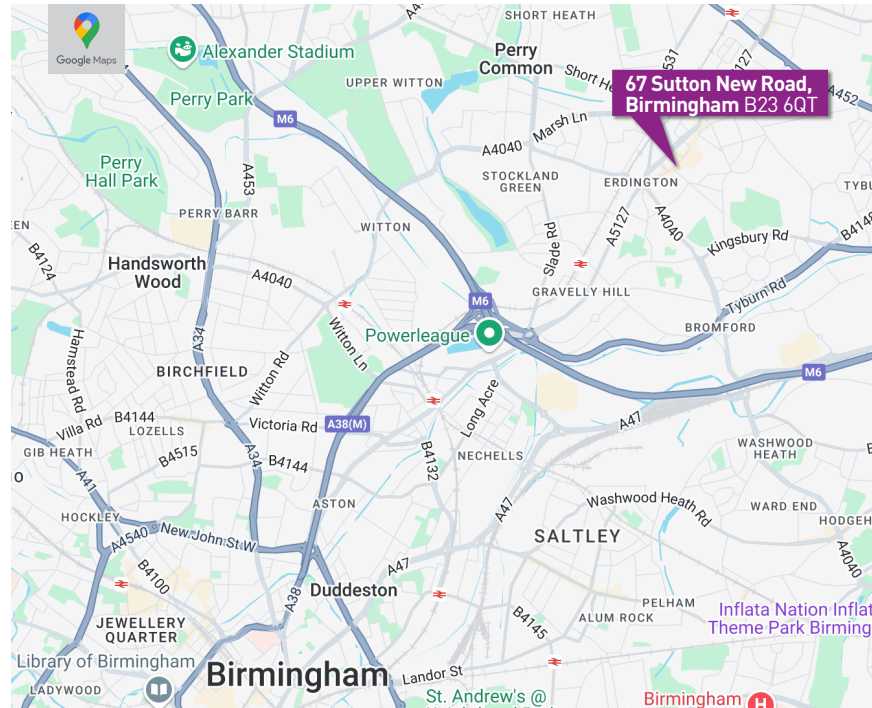 Google Maps
SHORT HEATH
Alexander Stadium
Perry
Common
UPPER WITTON
67 Sutton New Road,
Birmingham B23 6QT
5127
A452
Perry Park
M6
Marsh Ln
A4040
Perry
Hall Park
A453
STOCKLAND
GREEN
ERDINGTON
PERRY BARR
WITTON
Slade Rd
A5127
A4040
Kingsbury Rd
B4148
B4124
Handsworth
Wood
A4040
M6
GRAVELLY HILL
Tyburn Rd
BROMFORD
Powerleague
Witton Ln
A34
Hamstead Rd
BIRCHFIELD
Witton Rd
M6
Long Acre
B4144
Villa Rd
LOZELLS
Victoria Rd
A38(M)
A47
GIB HEATH
B4515
A34
B4144
B4132
NECHELLS
WASHWOOD
HEATH
A41
HOCKLEY
ASTON
A47
Washwood Heath Rd
WARD END
A4540
New John St W
SALTLEY
A4040
B4100
A47
A38
Duddeston
B4145
PELHAM
ALUM ROCK
JEWELLERY
QUARTER
Inflata Nation Inflat
Theme Park Birming
Library of Birmingham
Birmingham
Landor St
LADYWOOD
St. Andrew's @
Birmingham
H